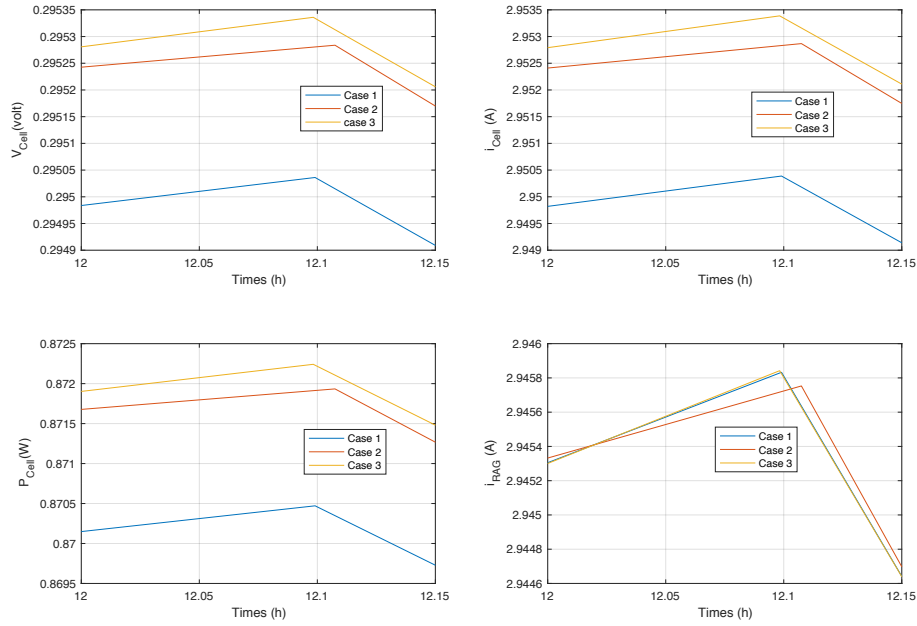 0.29535
0.2953
0.29525
0.2952
0.29515
0.2951
0.29505
0.295
0.29495
0.2949
V_Cell(volt)
12
12.05
12.1
12.15
Times (h)
Case 1
Case 2
case 3
2.9535
2.953
2.9525
2.952
2.9515
2.951
2.9505
2.95
2.9495
2.949
i_Cell (A)
12
12.05
12.1
12.15
Times (h)
Case 1
Case 2
Case 3
0.8725
0.872
0.8715
0.871
0.8705
0.87
0.8695
P_Cell(W)
12
12.05
12.1
12.15
Times (h)
Case 1
Case 2
Case 3
2.946
2.9458
2.9456
2.9454
2.9452
2.945
2.9448
2.9446
i_RAG (A)
12
12.05
12.1
12.15
Times (h)
Case 1
Case 2
Case 3